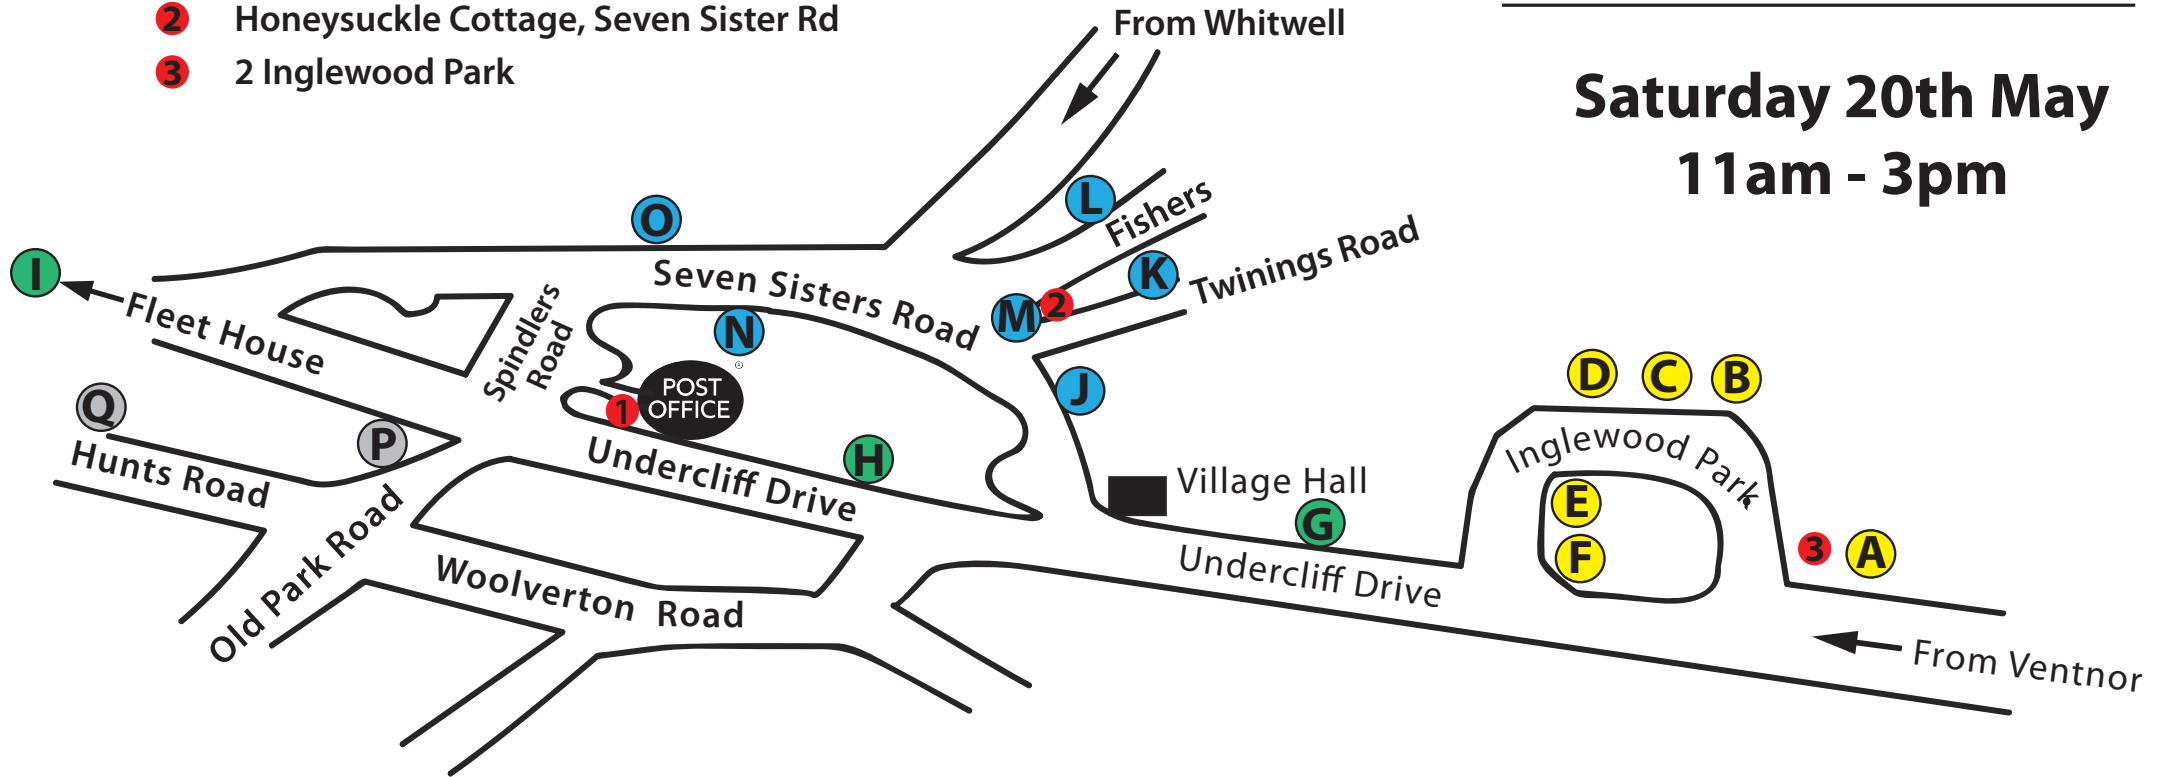 2 Honeysuckle Cottage, Seven Sister Rd
3 2 Inglewood Park
From Whitwell
Saturday 20th May
11am - 3pm
L
Fishers
O
I
Fleet House
Seven Sisters Road
K
Twinings Road
M
2
Spindlers
Road
N
®
POST
OFFICE
1
J
D
C
B
Q
P
Hunts Road
Undercliff Drive
H
Village Hall
G
Inglewood Park
E
F
3
A
Old Park Road
Woolverton Road
Undercliff Drive
From Ventnor